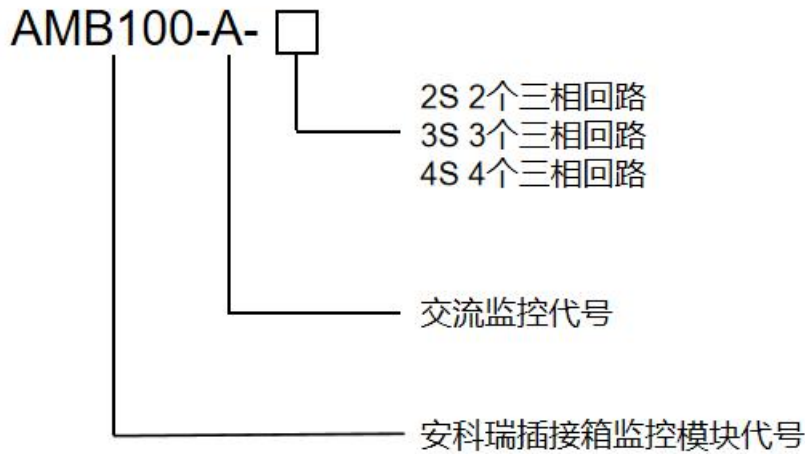 AMB100-A-
2S 2个三相回路
3S 3个三相回路
4S 4个三相回路
交流监控代号
安科瑞插接箱监控模块代号